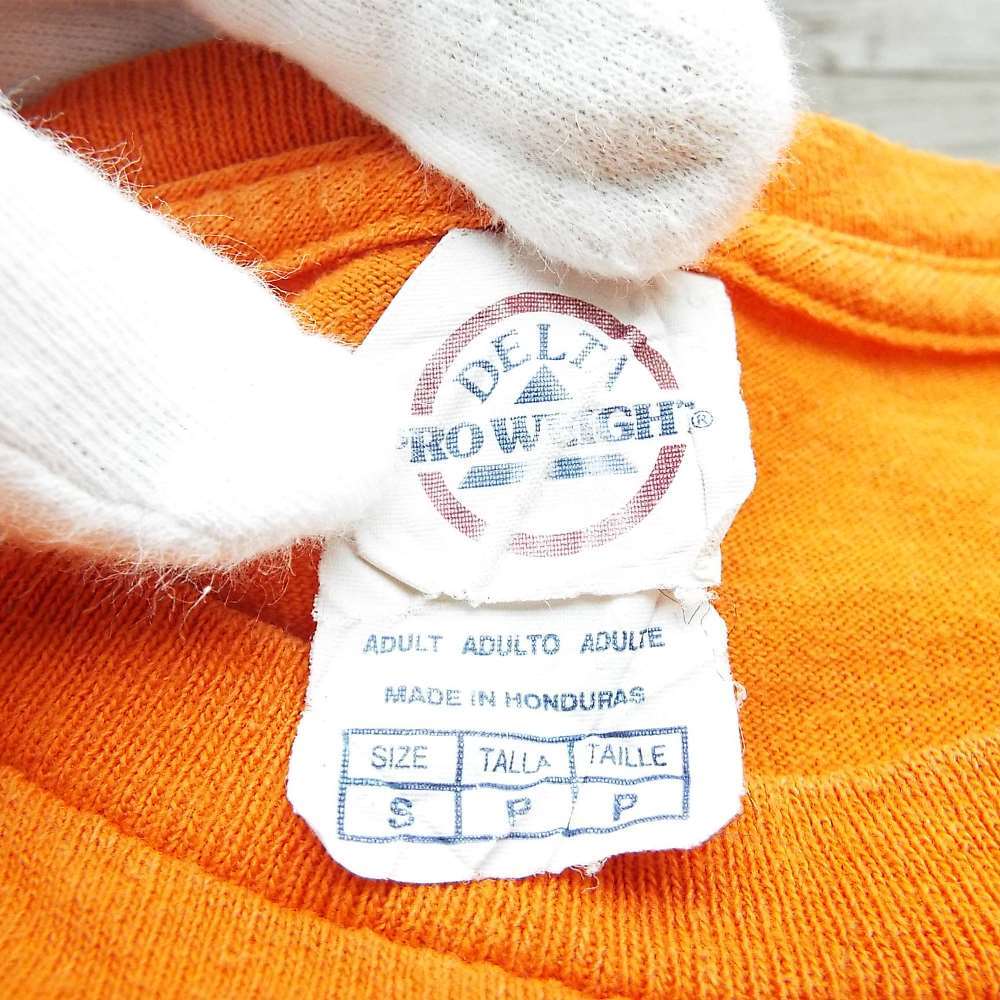 DELTA
PRO WEIGHT®
ADULT ADULTO ADULTE
MADE IN HONDURAS
SIZE TALLA TAILLE
S P P